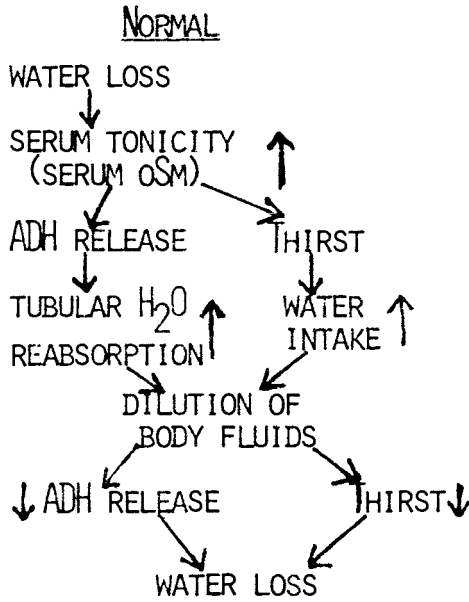 NORMAL
WATER LOSS
SERUM TONICITY
(SERUM OSM)
ADH RELEASE
THIRST
TUBULAR H2O
REABSORPTION
WATER
INTAKE
DILUTION OF
BODY FLUIDS
ADH RELEASE
THIRST
WATER LOSS